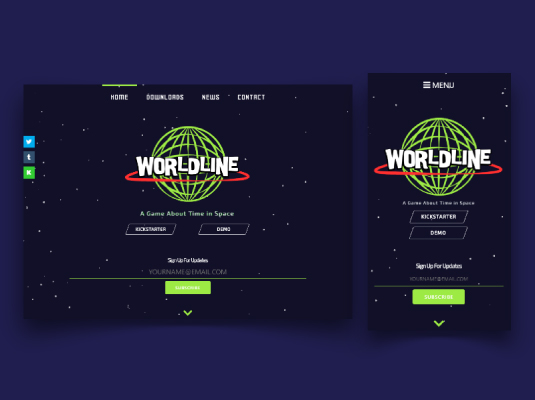 HOME DOWNLOADS NEWS CONTACT
WORLDLINE
A Game About Time in Space
KICKSTARTER DEMO
Sign Up For Updates
YOURNAME@EMAIL.COM
SUBSCRIBE
MENU
WORLDLINE
A Game About Time in Space
KICKSTARTER
DEMO
Sign Up For Updates
YOURNAME@EMAIL.COM
SUBSCRIBE